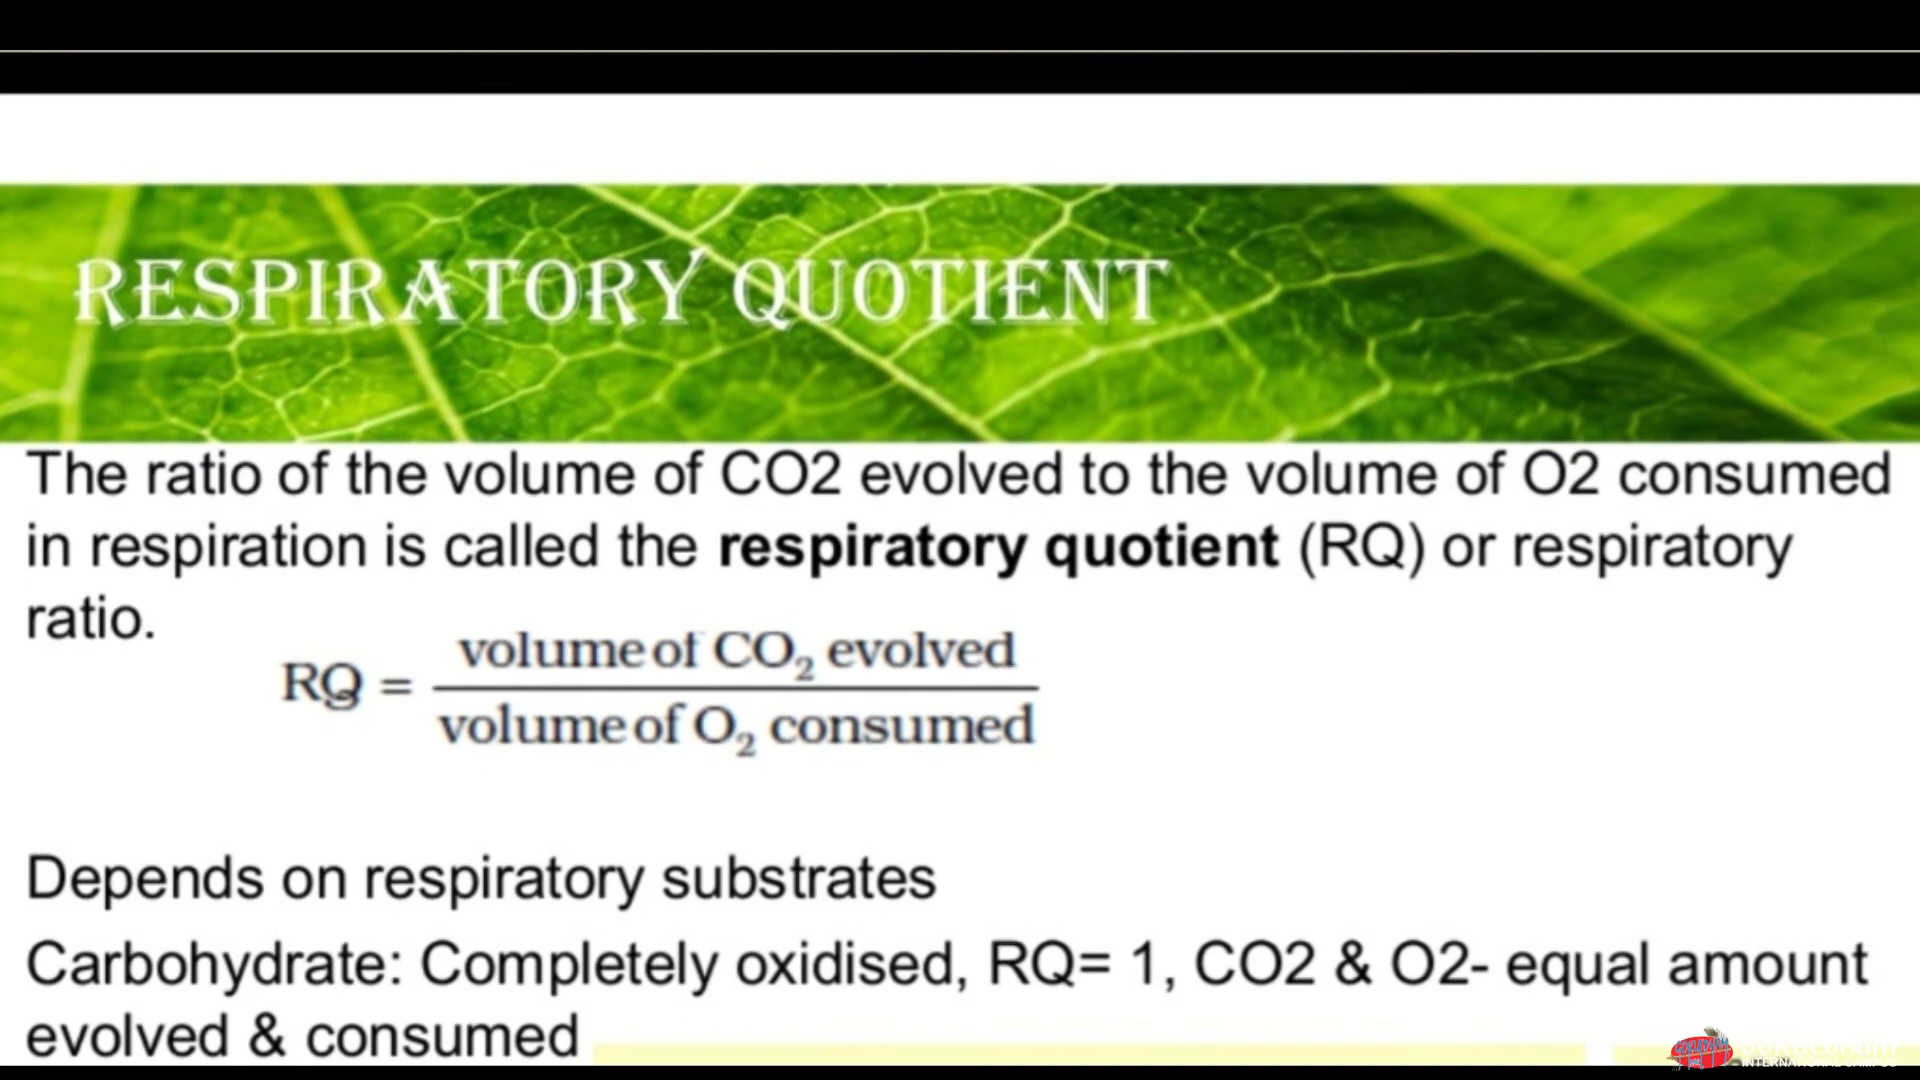 RESPIRATORY QUOTIENT
The ratio of the volume of CO2 evolved to the volume of O2 consumed
in respiration is called the respiratory quotient (RQ) or respiratory
ratio.
RQ = volume of CO₂ evolved
volume of O₂ consumed
Depends on respiratory substrates
Carbohydrate: Completely oxidised, RQ= 1, CO2 & O2- equal amount
evolved & consumed